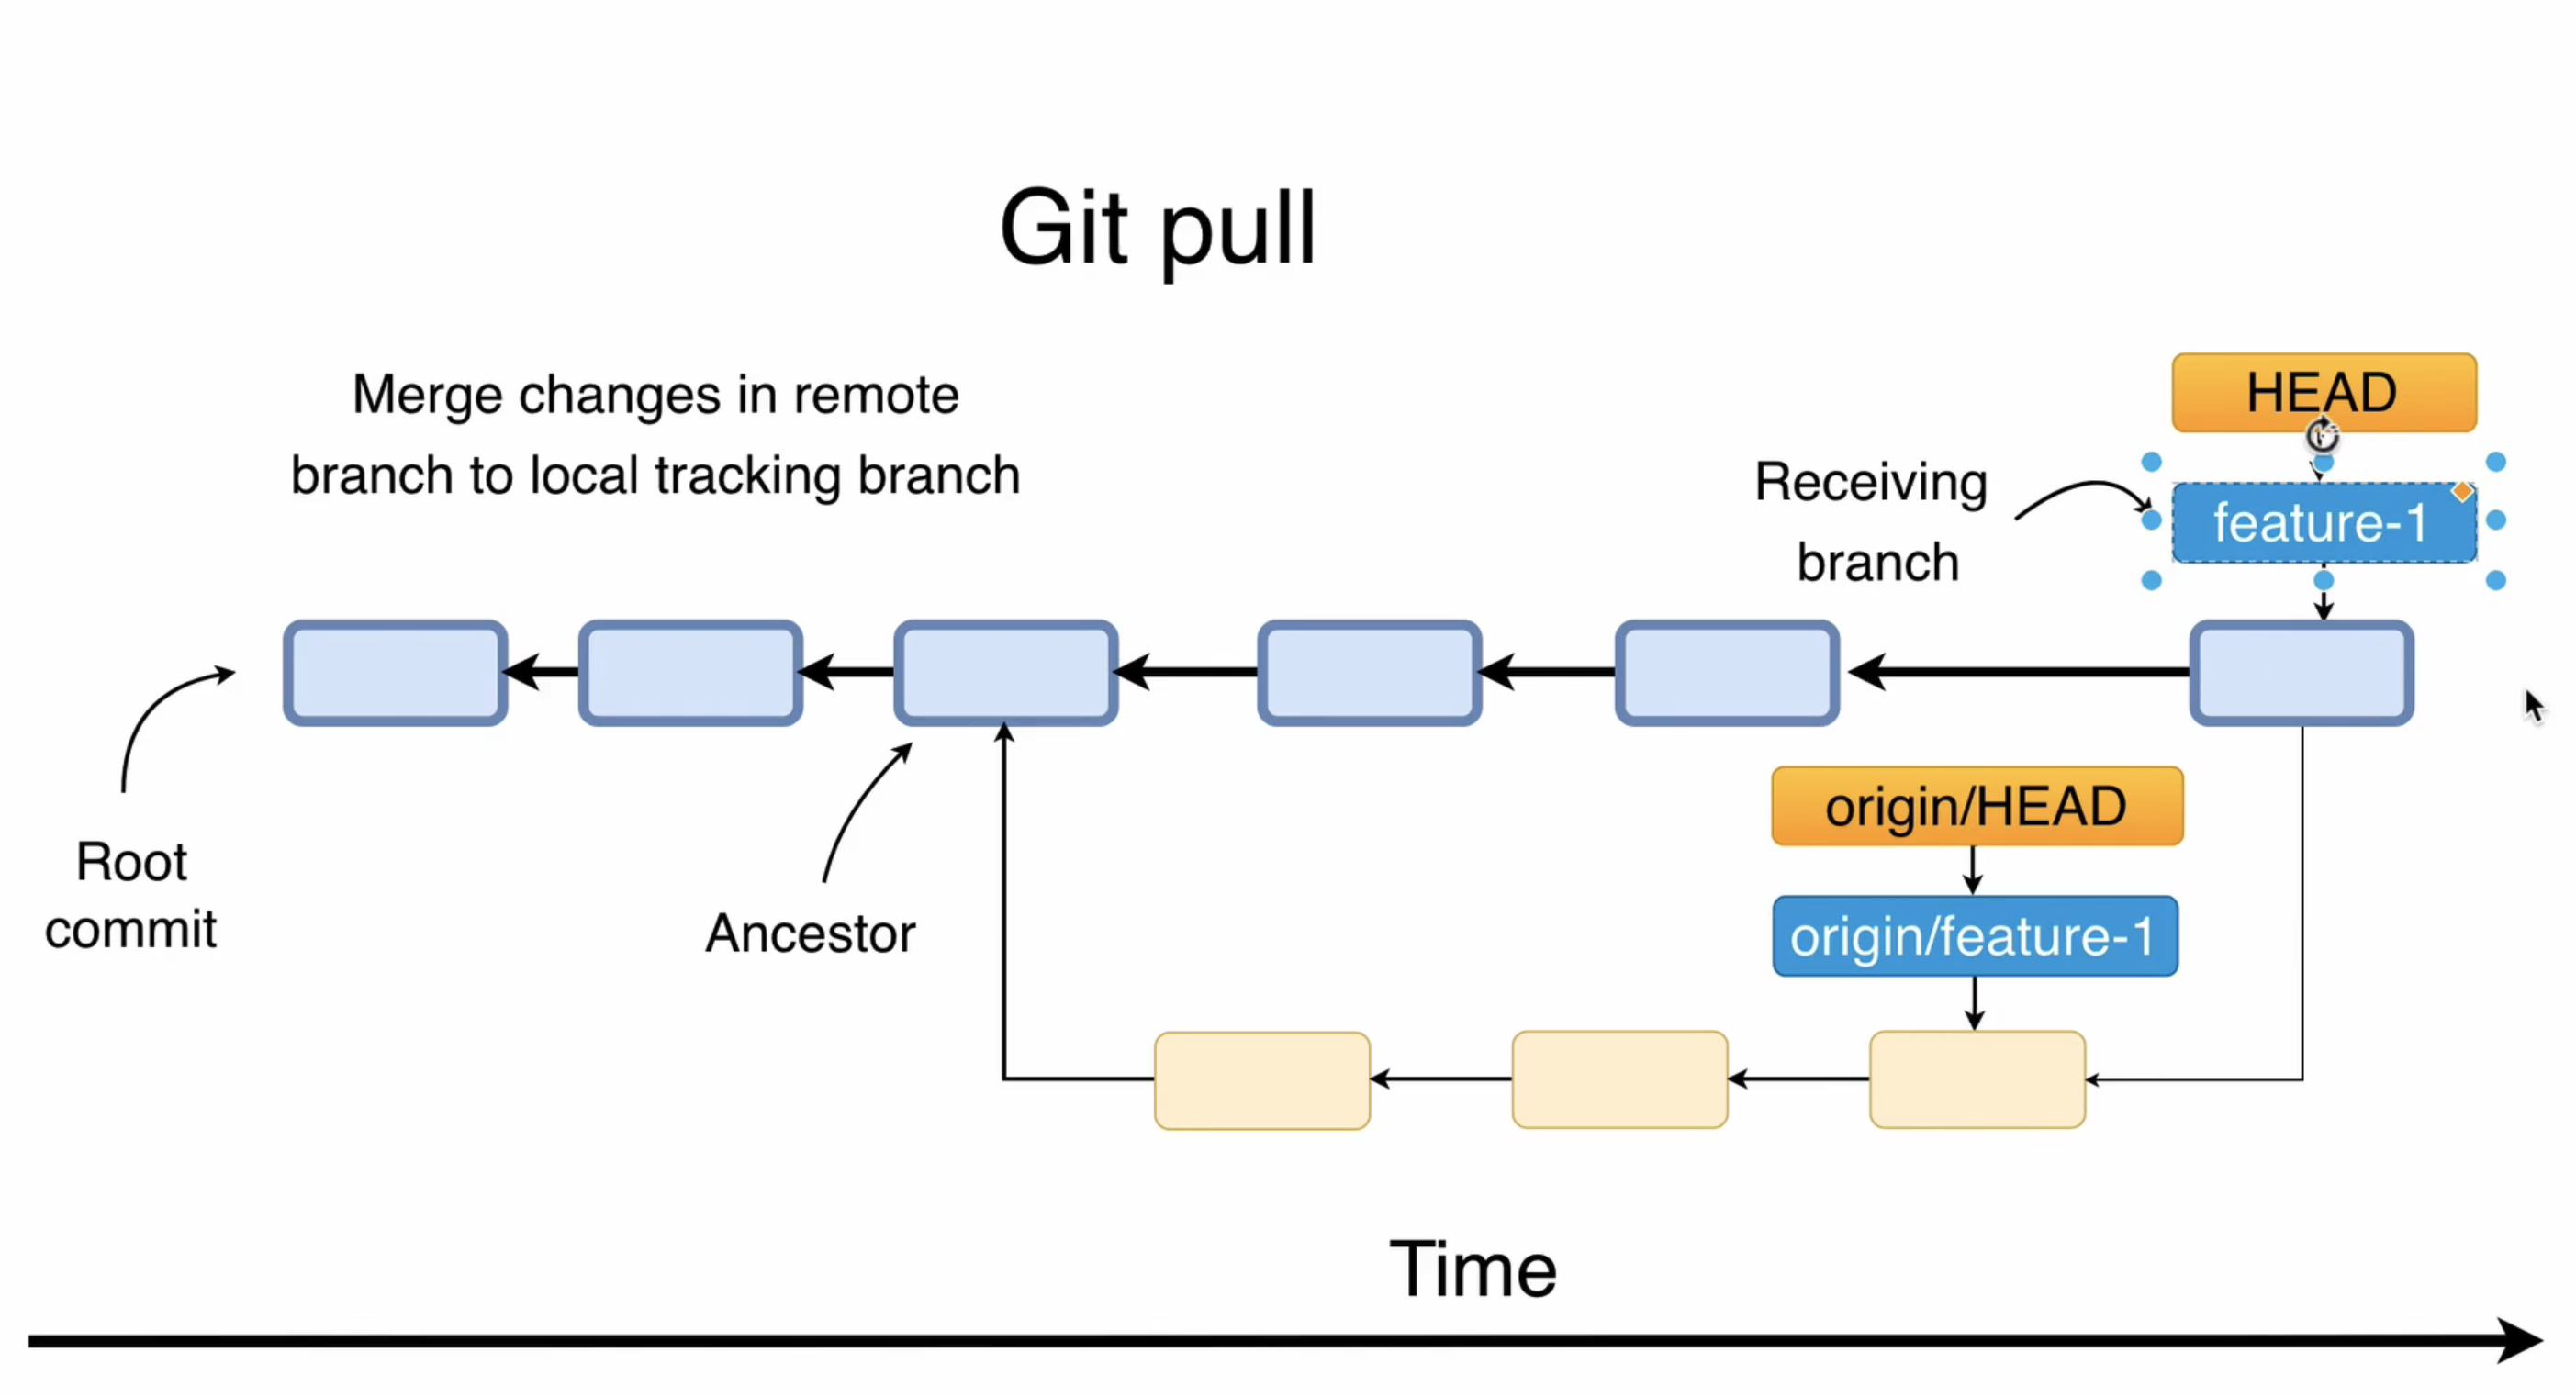 Git pull
Merge changes in remote
branch to local tracking branch
HEAD
Receiving
branch
feature-1
origin/HEAD
Root
commit
Ancestor
origin/feature-1
Time